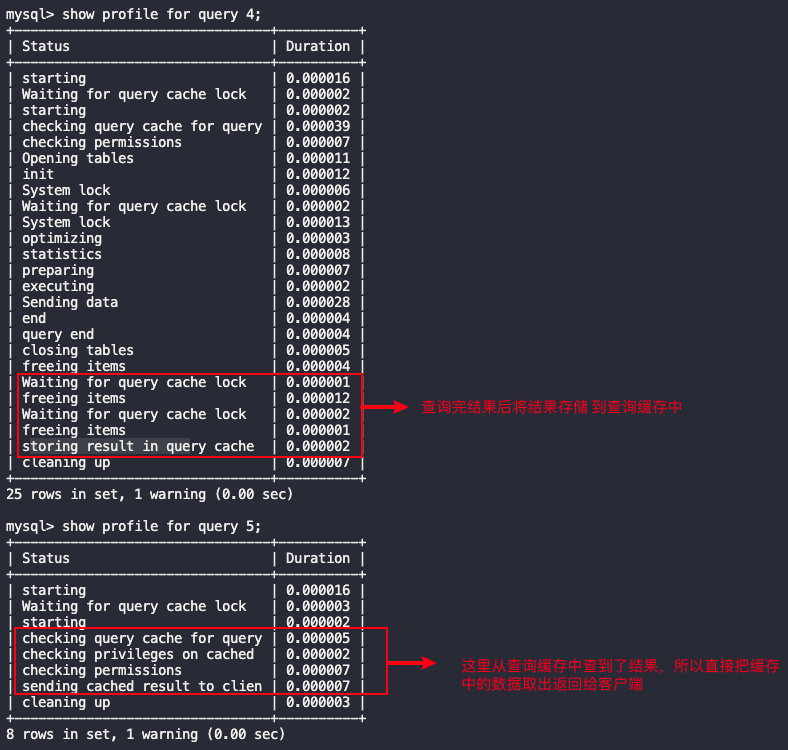 mysql> show profile for query 4;
+--------------------------------+----------+
| Status                         | Duration |
+--------------------------------+----------+
| starting                       | 0.000016 |
| Waiting for query cache lock   | 0.000002 |
| starting                       | 0.000002 |
| checking query cache for query | 0.000039 |
| checking permissions           | 0.000007 |
| Opening tables                 | 0.000011 |
| init                           | 0.000012 |
| System lock                    | 0.000006 |
| Waiting for query cache lock   | 0.000002 |
| System lock                    | 0.000013 |
| optimizing                     | 0.000003 |
| statistics                     | 0.000008 |
| preparing                      | 0.000007 |
| executing                      | 0.000002 |
| Sending data                   | 0.000028 |
| end                            | 0.000004 |
| query end                      | 0.000004 |
| closing tables                 | 0.000005 |
| freeing items                  | 0.000004 |
| Waiting for query cache lock   | 0.000001 |
| freeing items                  | 0.000012 |
查询完结果后将结果存储 到查询缓存中
| Waiting for query cache lock   | 0.000002 |
| freeing items                  | 0.000001 |
| storing result in query cache  | 0.000002 |
| cleaning up                    | 0.000007 |
+--------------------------------+----------+
25 rows in set, 1 warning (0.00 sec)
mysql> show profile for query 5;
+--------------------------------+----------+
| Status                         | Duration |
+--------------------------------+----------+
| starting                       | 0.000016 |
| Waiting for query cache lock   | 0.000003 |
| starting                       | 0.000002 |
| checking query cache for query | 0.000005 |
| checking privileges on cached  | 0.000002 |
| checking permissions           | 0.000007 |
| sending cached result to clien | 0.000007 |
这里从查询缓存中查到了结果，所以直接把缓存
中的数据取出返回给客户端
| cleaning up                    | 0.000003 |
+--------------------------------+----------+
8 rows in set, 1 warning (0.00 sec)